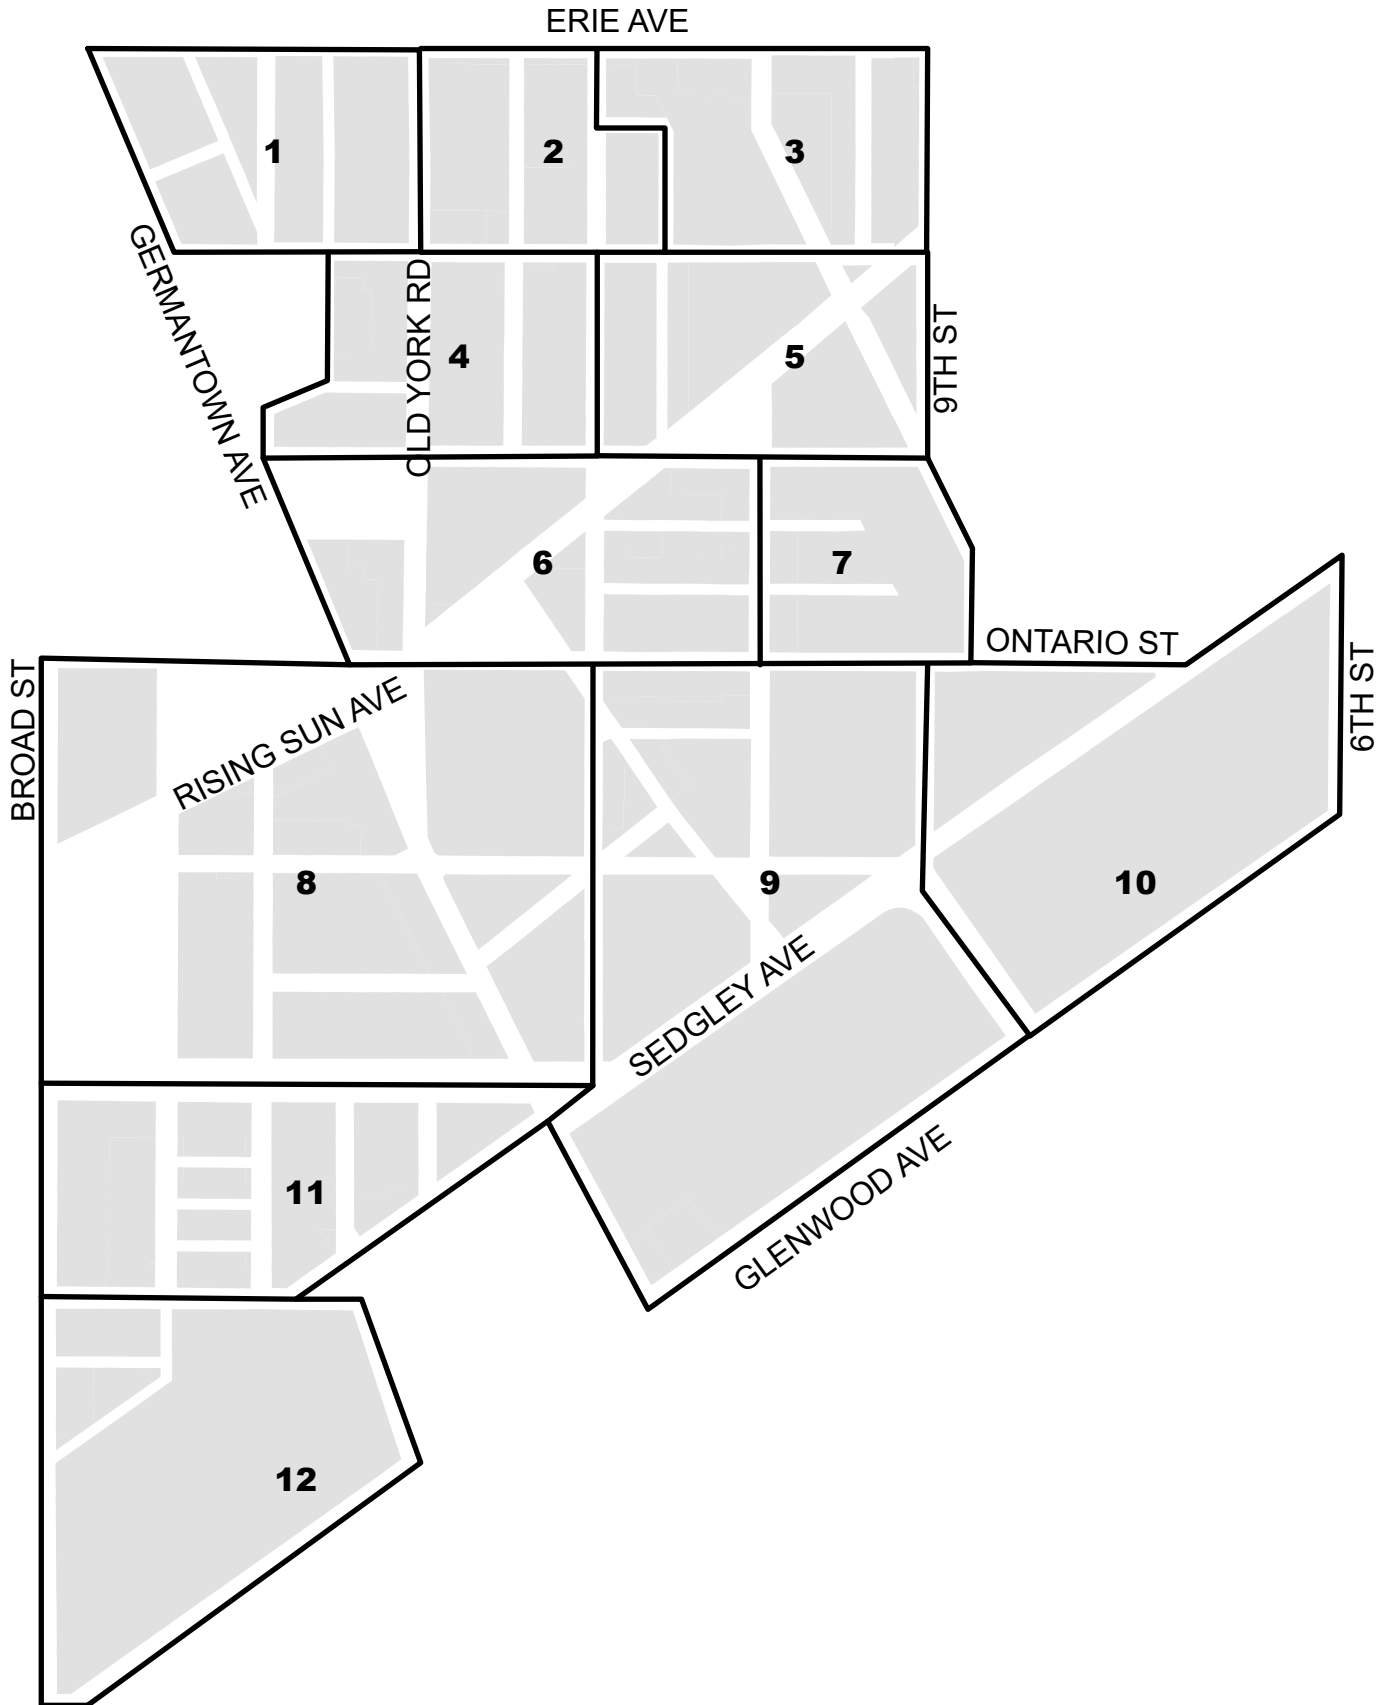 ERIE AVE
1
2
3
GERMANTOWN AVE
OLD YORK RD
4
5
9TH ST
6
7
ONTARIO ST
6TH ST
BROAD ST
RISING SUN AVE
8
9
10
SEDGLEY AVE
GLENWOOD AVE
11
12